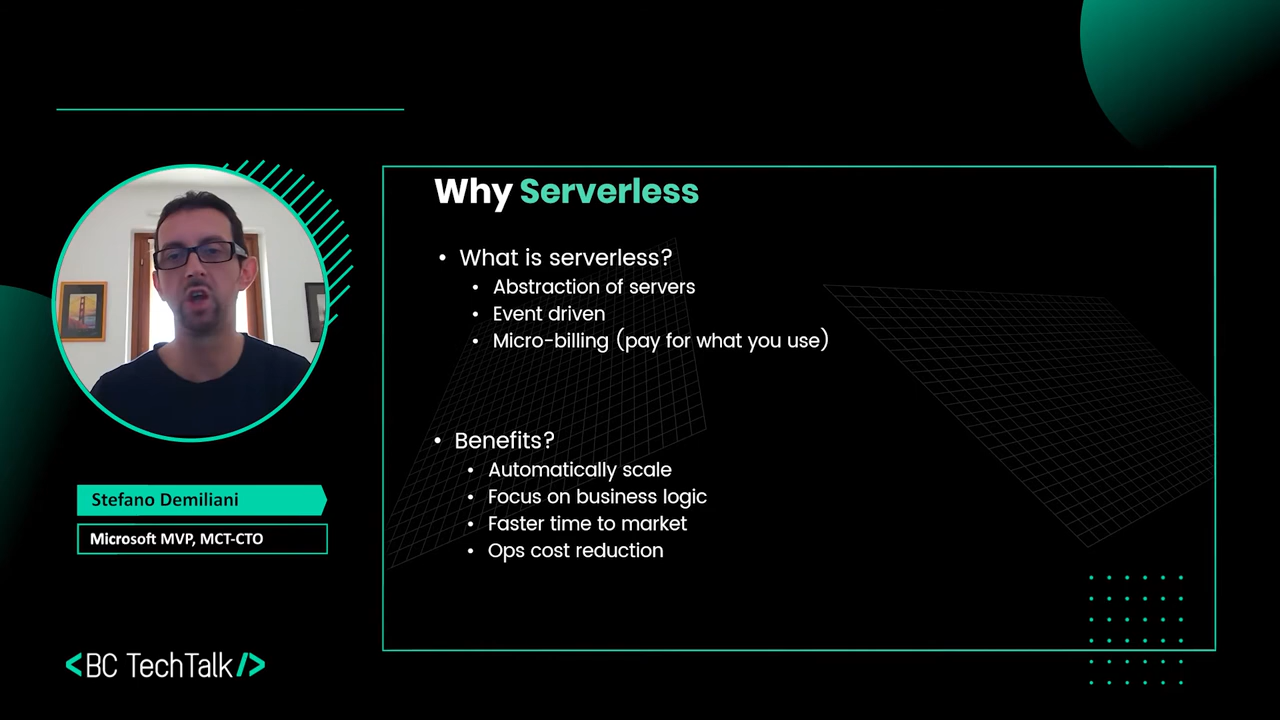 Why Serverless
• What is serverless?
• Abstraction of servers
• Event driven
• Micro-billing (pay for what you use)
• Benefits?
• Automatically scale
• Focus on business logic
• Faster time to market
• Ops cost reduction
Stefano Demiliani
Microsoft MVP, MCT-CTO
<BC TechTalk/>